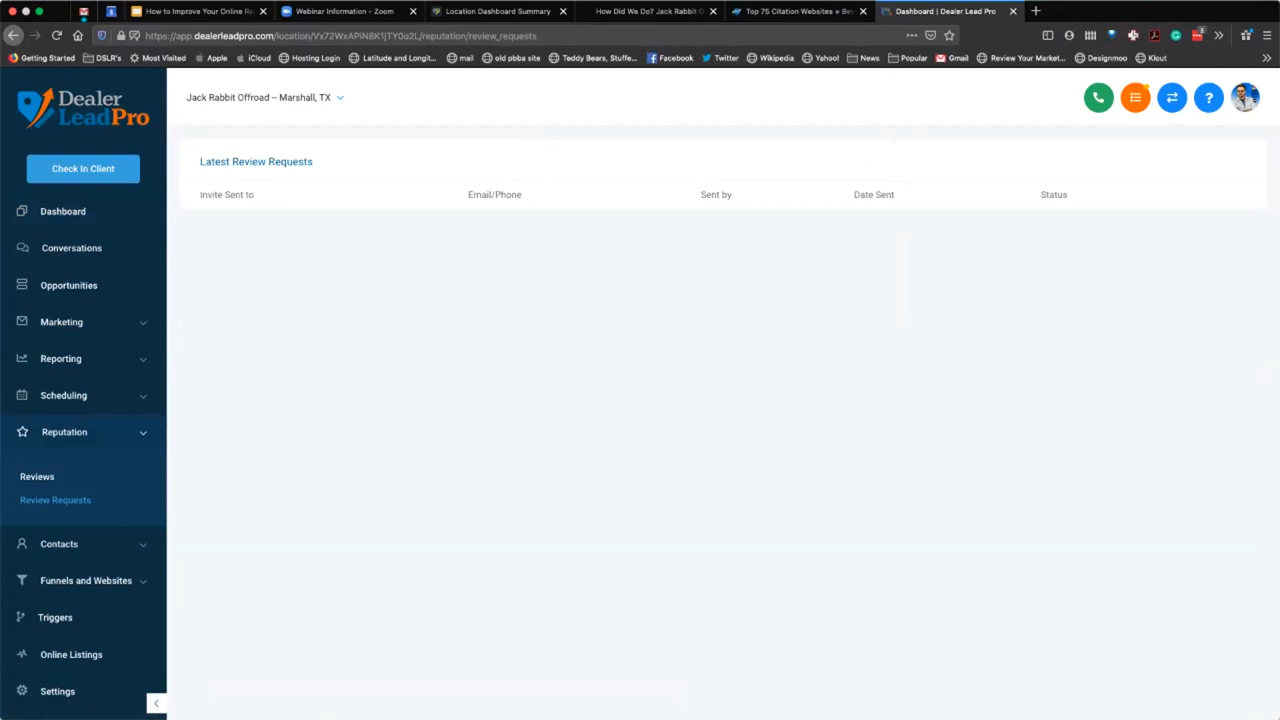 How to Improve Your Online Re
Webinar Information - Zoom
Location Dashboard Summary
How Did We Do? Jack Rabbit O
Top 75 Citation Websites » Be
Dashboard | Dealer Lead Pro
https://app.dealerleadpro.com/location/Vx72WxAPiN8K1jTY0o2L/reputation/review_requests
Getting Started
DSLR's
Most Visited
Apple
iCloud
Hosting Login
Latitude and Longit...
mail
old pbba site
Teddy Bears, Stuffe...
Facebook
Twitter
Wikipedia
Yahoo!
News
Popular
Gmail
Review Your Market...
Designmoo
Klout
Dealer
LeadPro
Jack Rabbit Offroad -- Marshall, TX
Check In Client
Dashboard
Conversations
Opportunities
Marketing
Reporting
Scheduling
Reputation
Reviews
Review Requests
Contacts
Funnels and Websites
Triggers
Online Listings
Settings
Latest Review Requests
Invite Sent to
Email/Phone
Sent by
Date Sent
Status